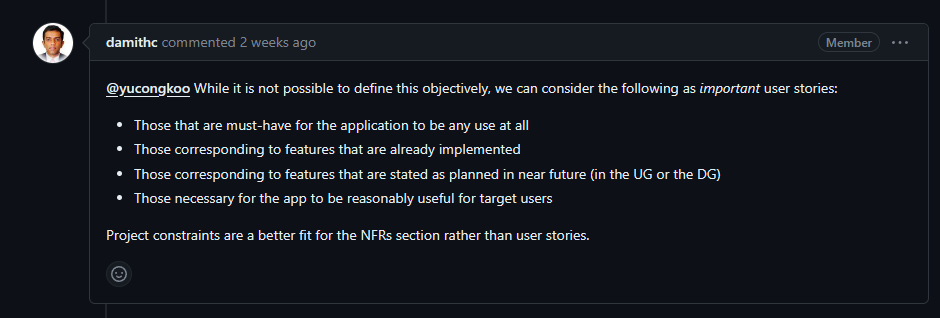 damithc commented 2 weeks ago
Member
@yucongkoo While it is not possible to define this objectively, we can consider the following as important user stories:
Those that are must-have for the application to be any use at all
Those corresponding to features that are already implemented
Those corresponding to features that are stated as planned in near future (in the UG or the DG)
Those necessary for the app to be reasonably useful for target users
Project constraints are a better fit for the NFRs section rather than user stories.